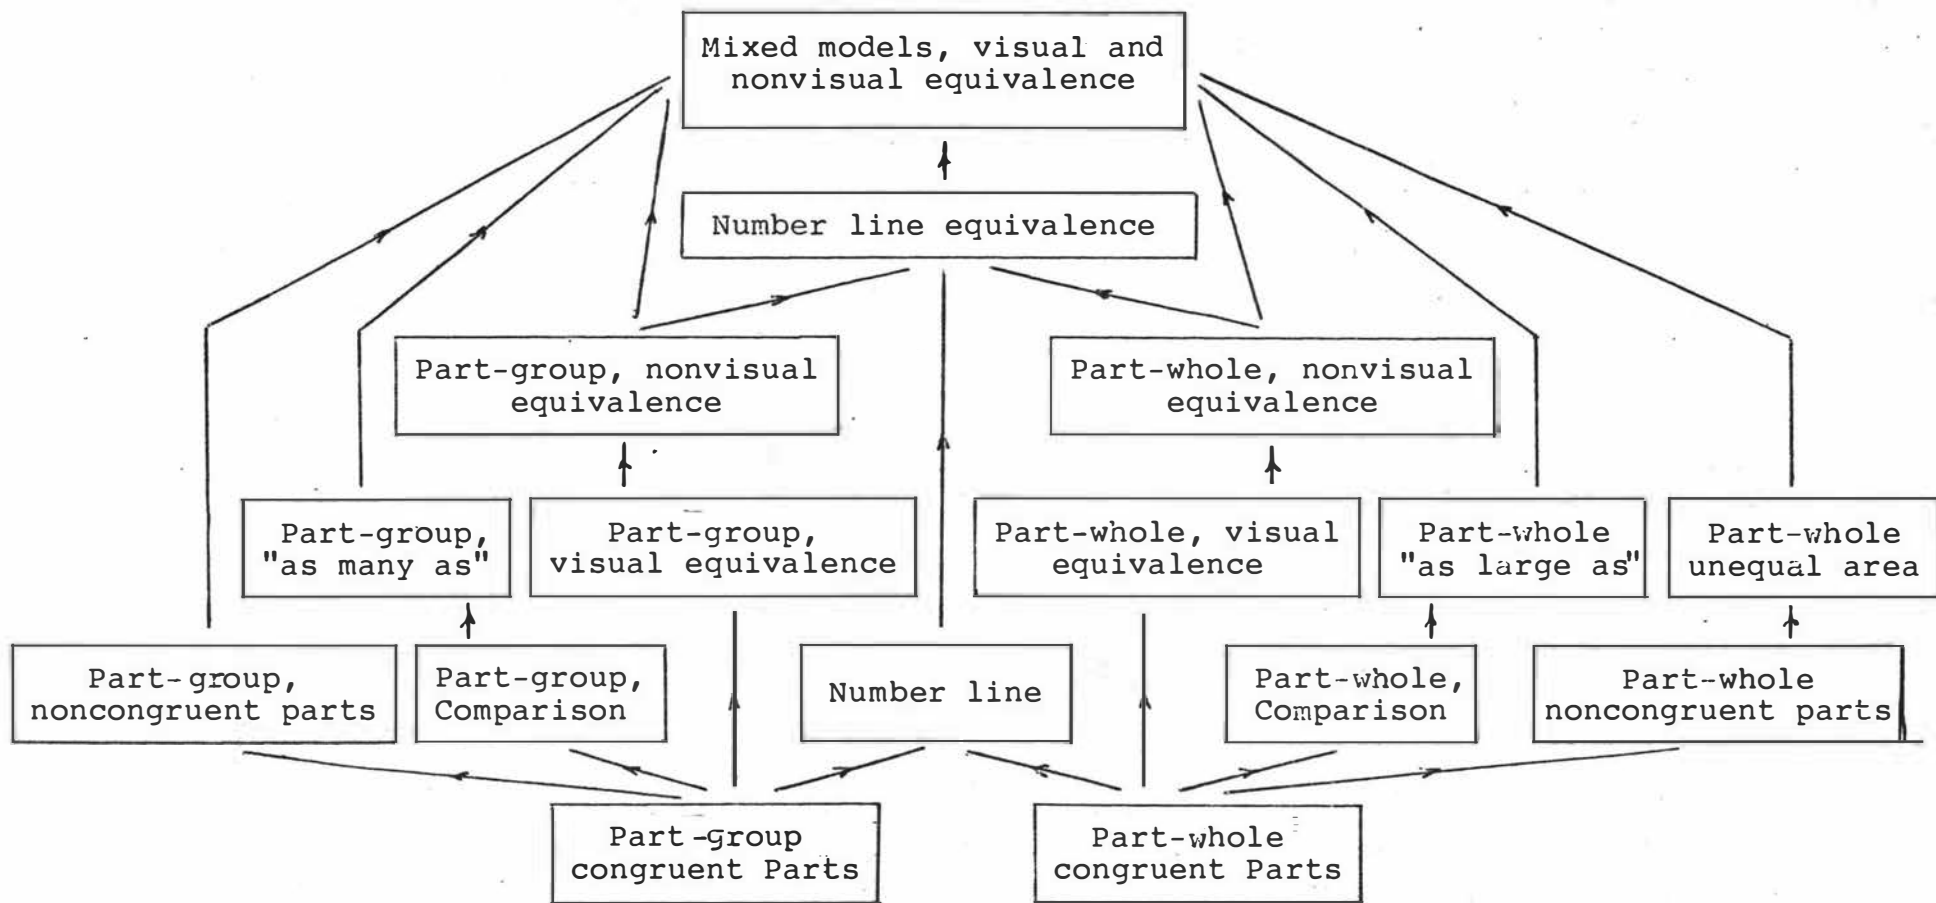 Mixed models, visual and
nonvisual equivalence
Number line equivalence
Part-group, nonvisual
equivalence
Part-whole, nonvisual
equivalence
Part-group,
"as many as"
Part-group,
visual equivalence
Part-whole, visual
equivalence
Part-whole
"as large as"
Part-whole
unequal area
Part-group,
noncongruent parts
Part-group,
Comparison
Number line
Part-whole,
Comparison
Part-whole
noncongruent parts
Part-group
congruent Parts
Part-whole
congruent Parts